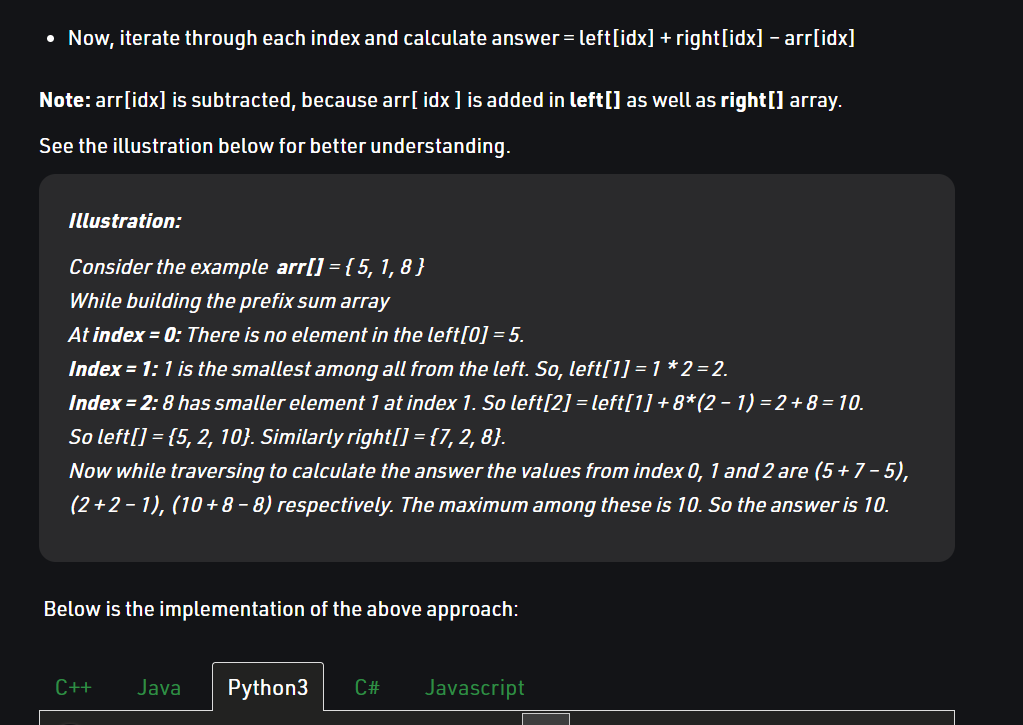 • Now, iterate through each index and calculate answer = left[idx] + right[idx] – arr[idx]
Note: arr[idx] is subtracted, because arr[ idx ] is added in left[] as well as right[] array.
See the illustration below for better understanding.
Illustration:
Consider the example arr[] = { 5, 1, 8 }
While building the prefix sum array
At index = 0: There is no element in the left[0] = 5.
Index = 1: 1 is the smallest among all from the left. So, left[1] = 1 * 2 = 2.
Index = 2: 8 has smaller element 1 at index 1. So left[2] = left[1] + 8*(2 – 1) = 2 + 8 = 10.
So left[] = {5, 2, 10}. Similarly right[] = {7, 2, 8}.
Now while traversing to calculate the answer the values from index 0, 1 and 2 are (5 + 7 – 5),
(2 + 2 – 1), (10 + 8 – 8) respectively. The maximum among these is 10. So the answer is 10.
Below is the implementation of the above approach:
C++ Java Python3 C# Javascript